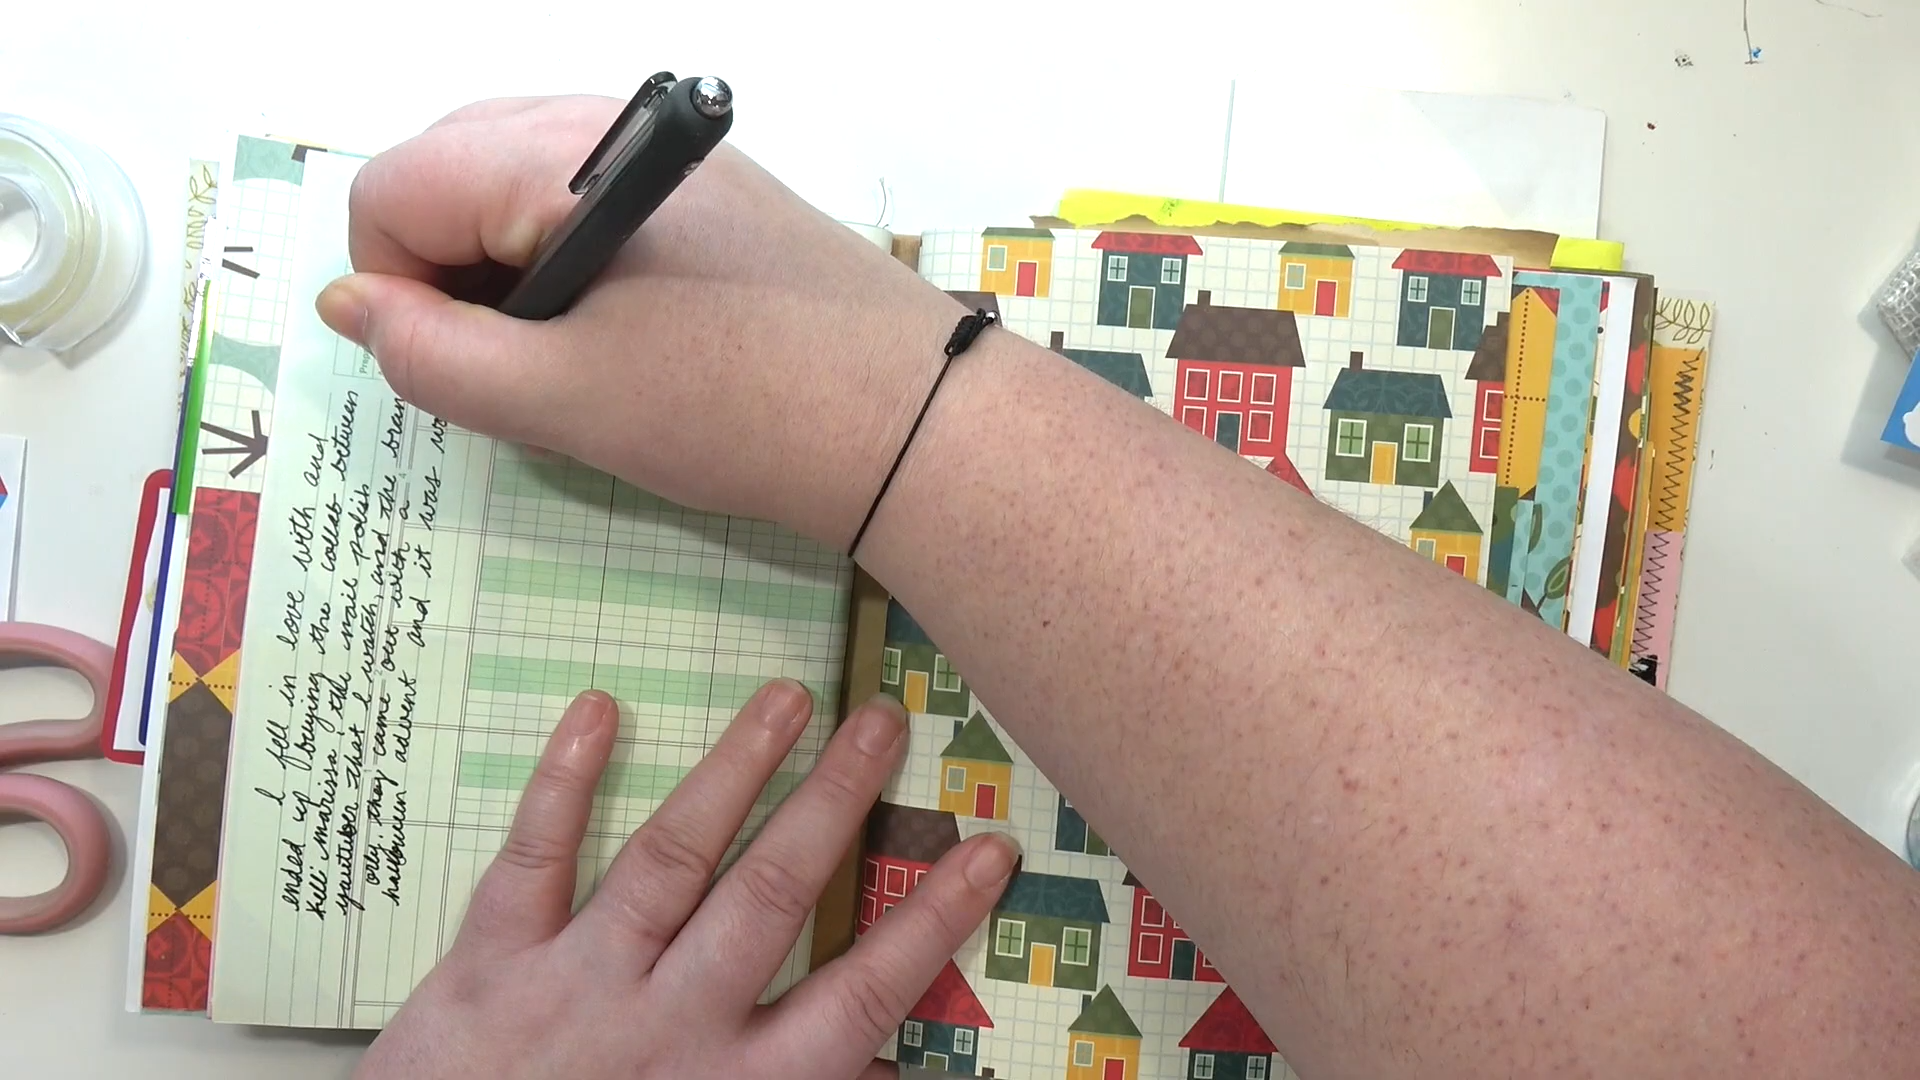 I fell in love with and
ended up buying the collab between
kelli marissa, the nail polish
youtuber that I watch, and the bran
orly. they came out with a
halloween advent and it was